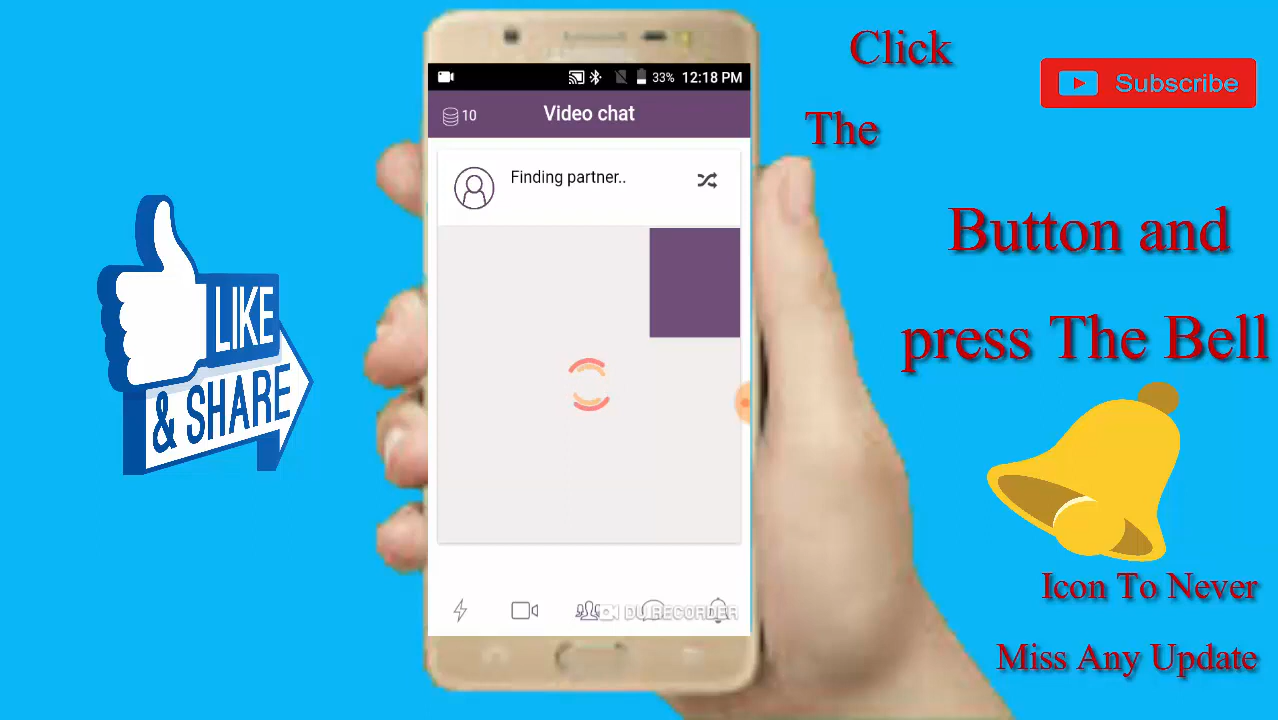 Click
Subscribe
The
Button and
press The Bell
Icon To Never
Miss Any Update
LIKE
& SHARE
33% 12:18 PM
10 Video chat
Finding partner..
DU RECORDER